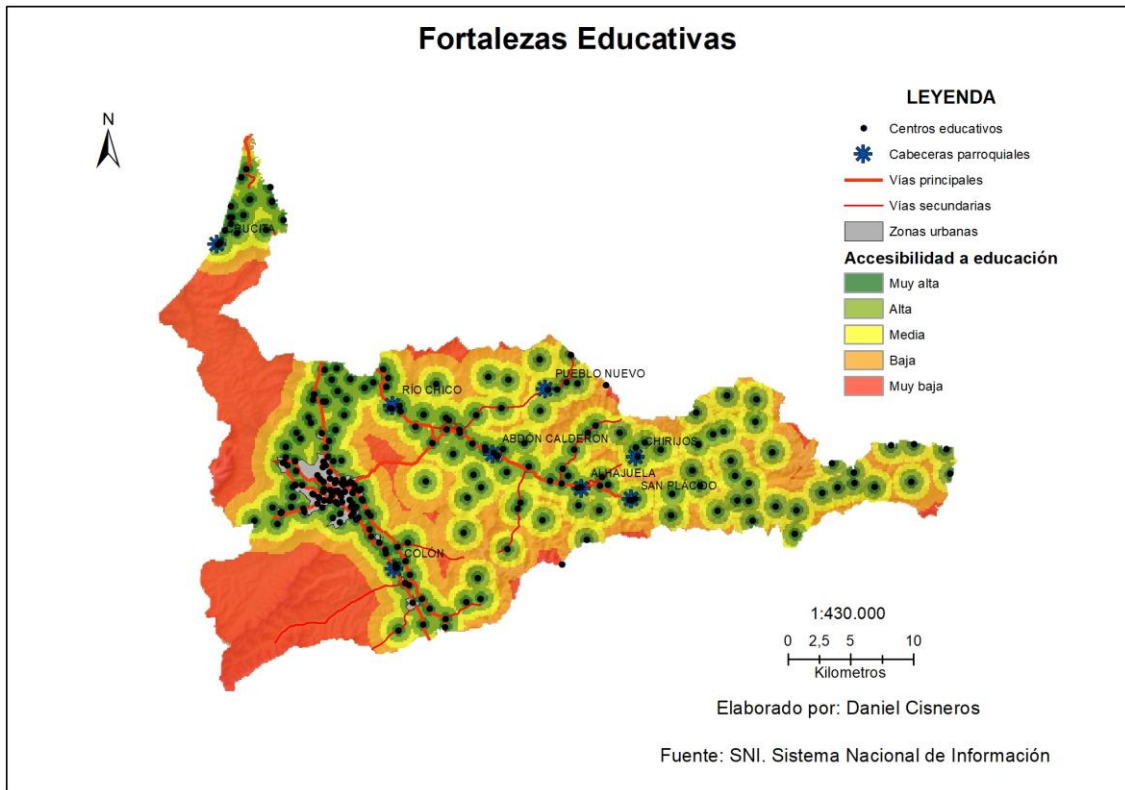 Fortalezas Educativas
N
LEYENDA
Centros educativos
Cabeceras parroquiales
Vías principales
Vías secundarias
Zonas urbanas
Accesibilidad a educación
Muy alta
Alta
Media
Baja
Muy baja
CRUCITA
PUEBLO NUEVO
RÍO CHICO
ABDÓN CALDERÓN
CHIRIJOS
ALHAJUELA
SAN PLÁCIDO
COLÓN
1:430.000
0 2,5 5 10
Kilometros
Elaborado por: Daniel Cisneros
Fuente: SNI. Sistema Nacional de Información